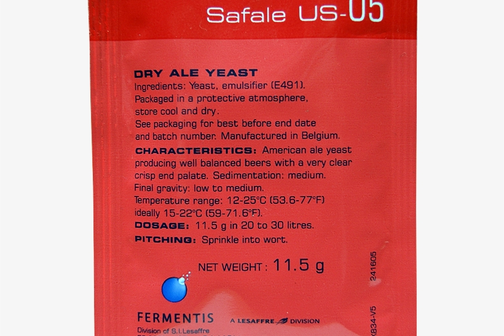 Safale US-05
DRY ALE YEAST
Ingredients: Yeast, emulsifier (E491).
Packaged in a protective atmosphere,
store cool and dry.
See packaging for best before end date
and batch number. Manufactured in Belgium.
CHARACTERISTICS: American ale yeast
producing well balanced beers with a very clear
crisp end palate. Sedimentation: medium.
Final gravity: low to medium.
Temperature range: 12-25°C (53.6-77°F)
ideally 15-22°C (59-71.6°F).
DOSAGE: 11.5 g in 20 to 30 litres.
PITCHING: Sprinkle into wort.
NET WEIGHT: 11.5 g
FERMENTIS
Division of S.I.Lesaffre
A LESAFFRE DIVISION
241605